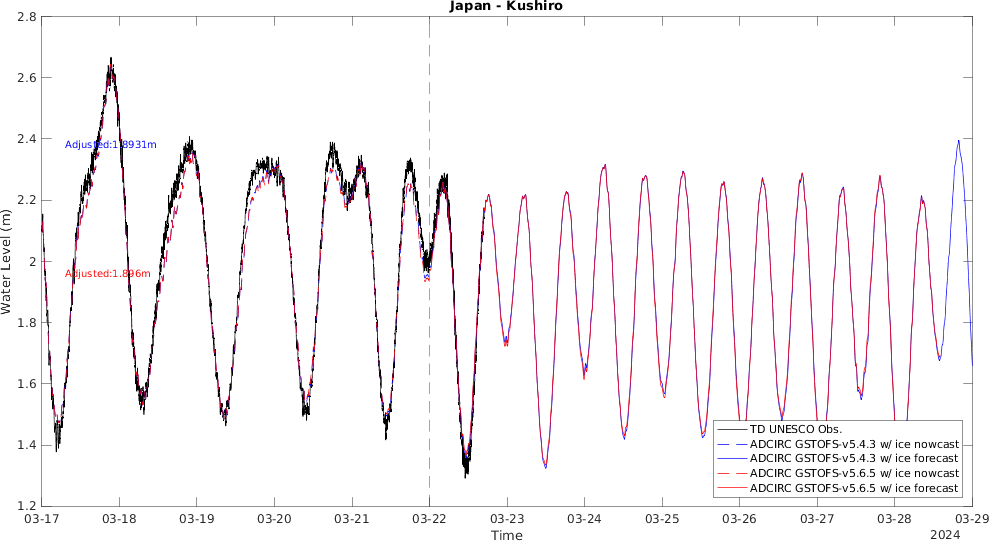 Japan - Kushiro
2.8
2.6
2.4
2.2
2
1.8
1.6
1.4
1.2
Water Level (m)
Adjusted:1.8931m
Adjusted:1.896m
TD UNESCO Obs.
ADCIRC GSTOFS-v5.4.3 w/ ice nowcast
ADCIRC GSTOFS-v5.4.3 w/ ice forecast
ADCIRC GSTOFS-v5.6.5 w/ ice nowcast
ADCIRC GSTOFS-v5.6.5 w/ ice forecast
03-17 03-18 03-19 03-20 03-21 03-22 03-23 03-24 03-25 03-26 03-27 03-28 03-29
Time
2024